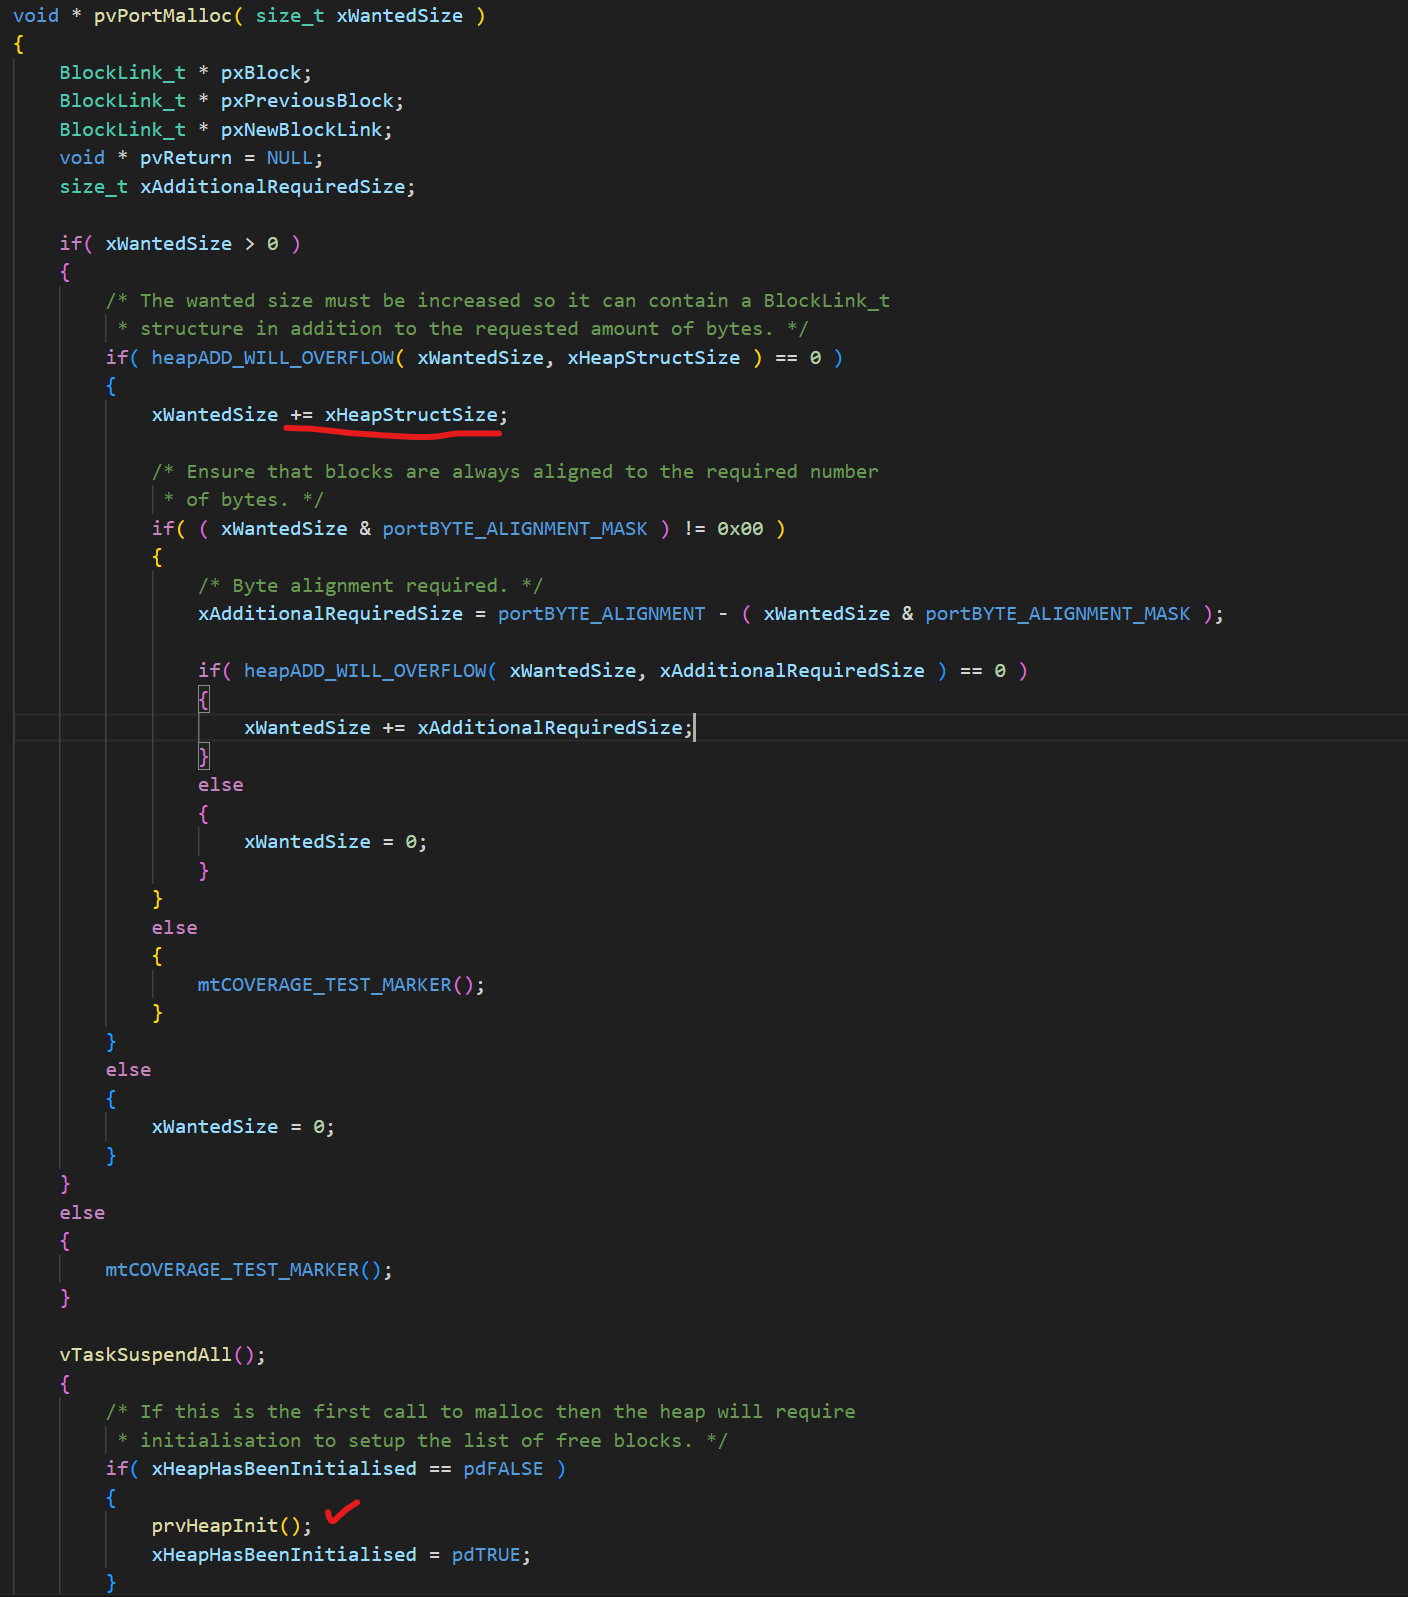 void * pvPortMalloc( size_t xWantedSize )
{
    BlockLink_t * pxBlock;
    BlockLink_t * pxPreviousBlock;
    BlockLink_t * pxNewBlockLink;
    void * pvReturn = NULL;
    size_t xAdditionalRequiredSize;

    if( xWantedSize > 0 )
    {
        /* The wanted size must be increased so it can contain a BlockLink_t
         * structure in addition to the requested amount of bytes. */
        if( heapADD_WILL_OVERFLOW( xWantedSize, xHeapStructSize ) == 0 )
        {
            xWantedSize += xHeapStructSize;

            /* Ensure that blocks are always aligned to the required number
             * of bytes. */
            if( ( xWantedSize & portBYTE_ALIGNMENT_MASK ) != 0x00 )
            {
                /* Byte alignment required. */
                xAdditionalRequiredSize = portBYTE_ALIGNMENT - ( xWantedSize & portBYTE_ALIGNMENT_MASK );

                if( heapADD_WILL_OVERFLOW( xWantedSize, xAdditionalRequiredSize ) == 0 )
                {
                    xWantedSize += xAdditionalRequiredSize;
                }
                else
                {
                    xWantedSize = 0;
                }
            }
            else
            {
                mtCOVERAGE_TEST_MARKER();
            }
        }
        else
        {
            xWantedSize = 0;
        }
    }
    else
    {
        mtCOVERAGE_TEST_MARKER();
    }

    vTaskSuspendAll();
    {
        /* If this is the first call to malloc then the heap will require
         * initialisation to setup the list of free blocks. */
        if( xHeapHasBeenInitialised == pdFALSE )
        {
            prvHeapInit();
            xHeapHasBeenInitialised = pdTRUE;
        }